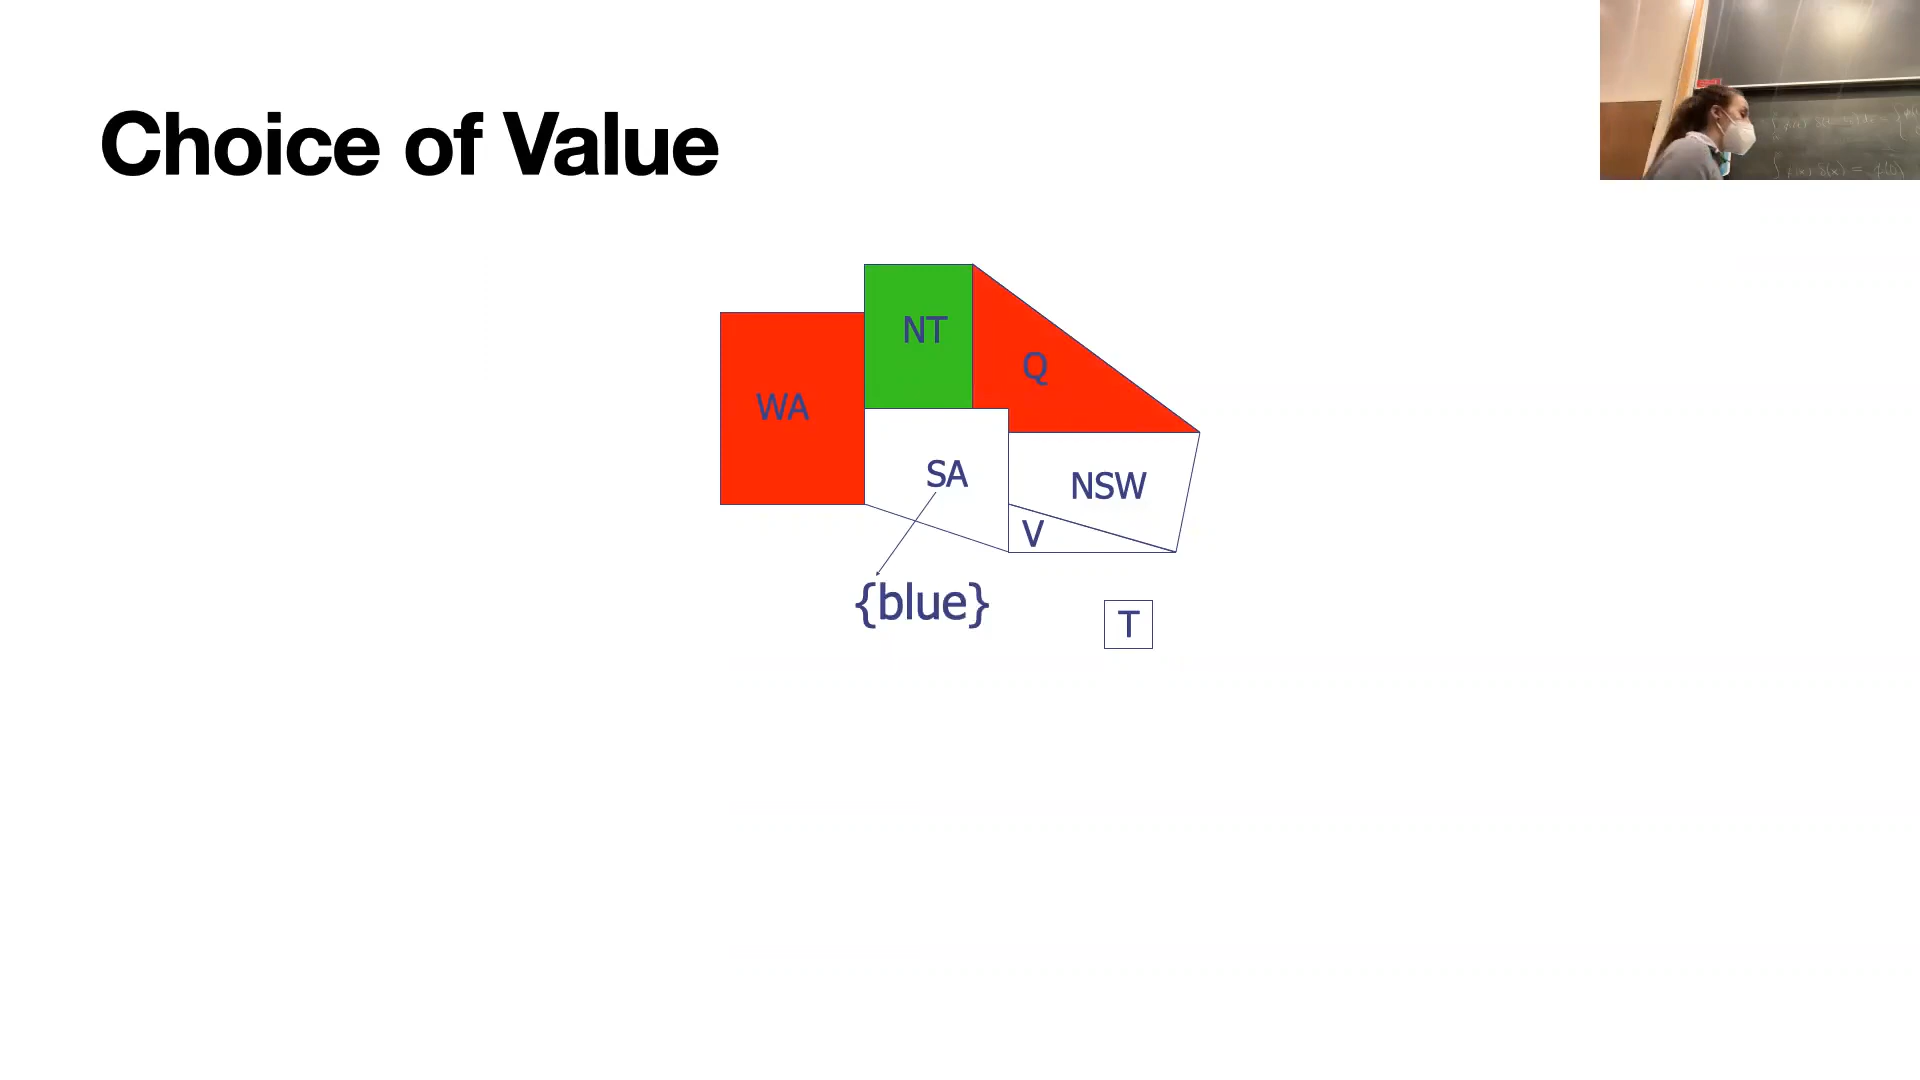 Choice of Value
NT
Q
WA
SA
NSW
V
{blue}
T